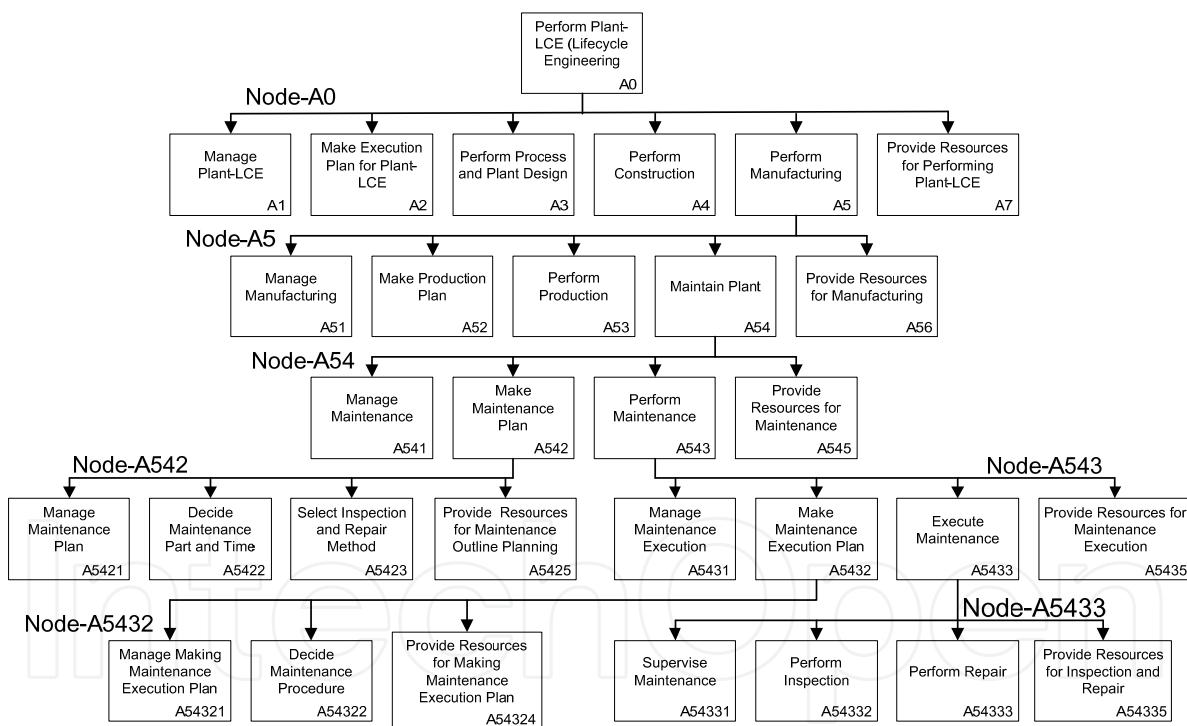 Perform Plant-
LCE (Lifecycle
Engineering
A0
Node-A0
Manage
Plant-LCE
A1
Make Execution
Plan for Plant-
LCE
A2
Perform Process
and Plant Design
A3
Perform
Construction
A4
Perform
Manufacturing
A5
Provide Resources
for Performing
Plant-LCE
A7
Node-A5
Manage
Manufacturing
A51
Make Production
Plan
A52
Perform
Production
A53
Maintain Plant
A54
Provide Resources
for Manufacturing
A56
Node-A54
Manage
Maintenance
A541
Make
Maintenance
Plan
A542
Perform
Maintenance
A543
Provide
Resources for
Maintenance
A545
Node-A542
Manage
Maintenance
Plan
A5421
Decide
Maintenance
Part and Time
A5422
Select Inspection
and Repair
Method
A5423
Provide Resources
for Maintenance
Outline Planning
A5425
Node-A543
Manage
Maintenance
Execution
A5431
Make
Maintenance
Execution Plan
A5432
Execute
Maintenance
A5433
Provide Resources for
Maintenance
Execution
A5435
Node-A5432
Manage Making
Maintenance
Execution Plan
A54321
Decide
Maintenance
Procedure
A54322
Provide Resources
for Making
Maintenance
Execution Plan
A54324
Node-A5433
Supervise
Maintenance
A54331
Perform
Inspection
A54332
Perform Repair
A54333
Provide Resources
for Inspection and
Repair
A54335
IntechOpen